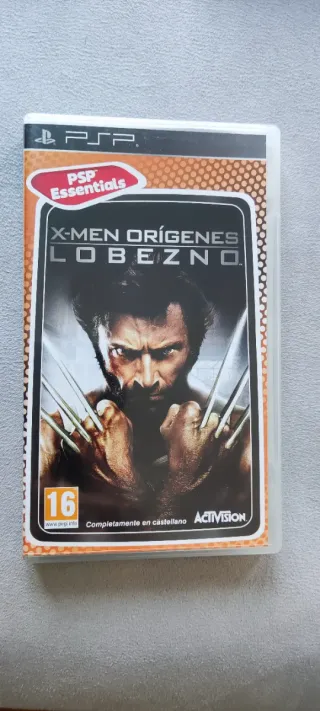 PSP
PSP
Essentials
X-MEN ORÍGENES
LOBEZNO
16
www.pegi.info
Completamente en castellano
ACTIVISION